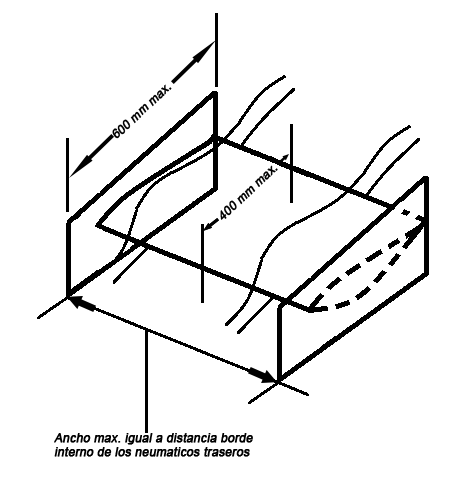 600 mm max.
400 mm max.
Ancho max. igual a distancia borde
interno de los neumaticos traseros